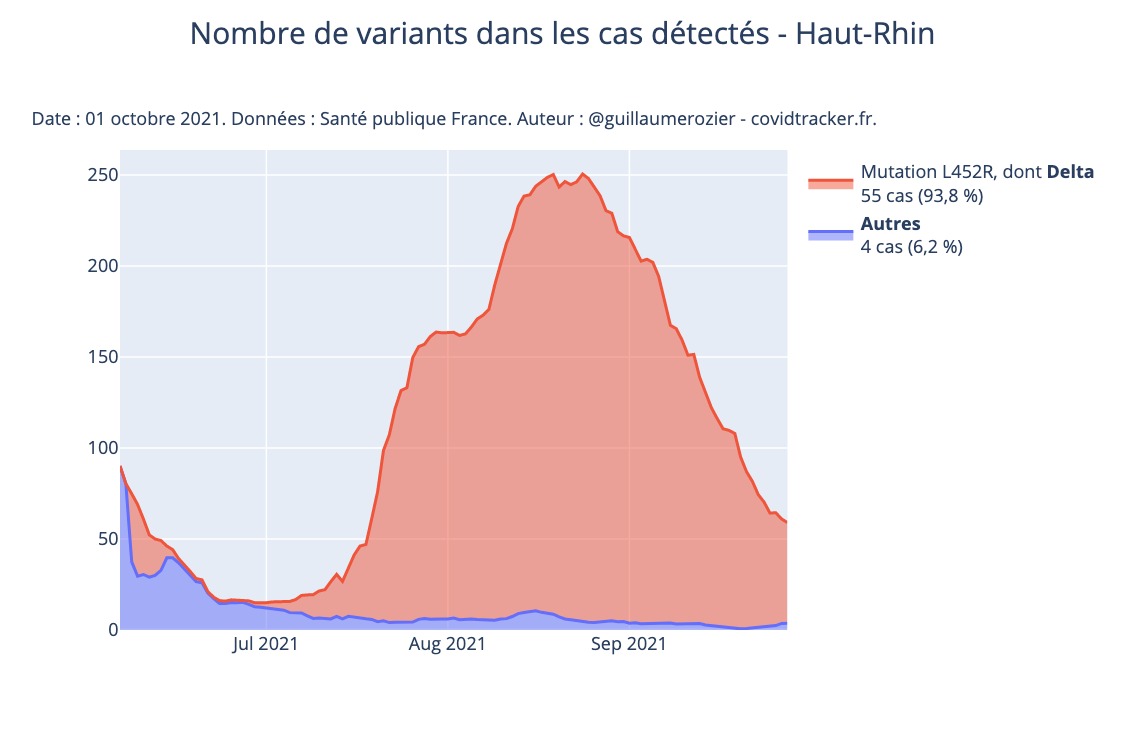 Nombre de variants dans les cas détectés - Haut-Rhin
Date : 01 octobre 2021. Données : Santé publique France. Auteur : @guillaumerozier - covidtracker.fr.
Mutation L452R, dont Delta
55 cas (93,8 %)
Autres
4 cas (6,2 %)
250
200
150
100
50
0
Jul 2021
Aug 2021
Sep 2021